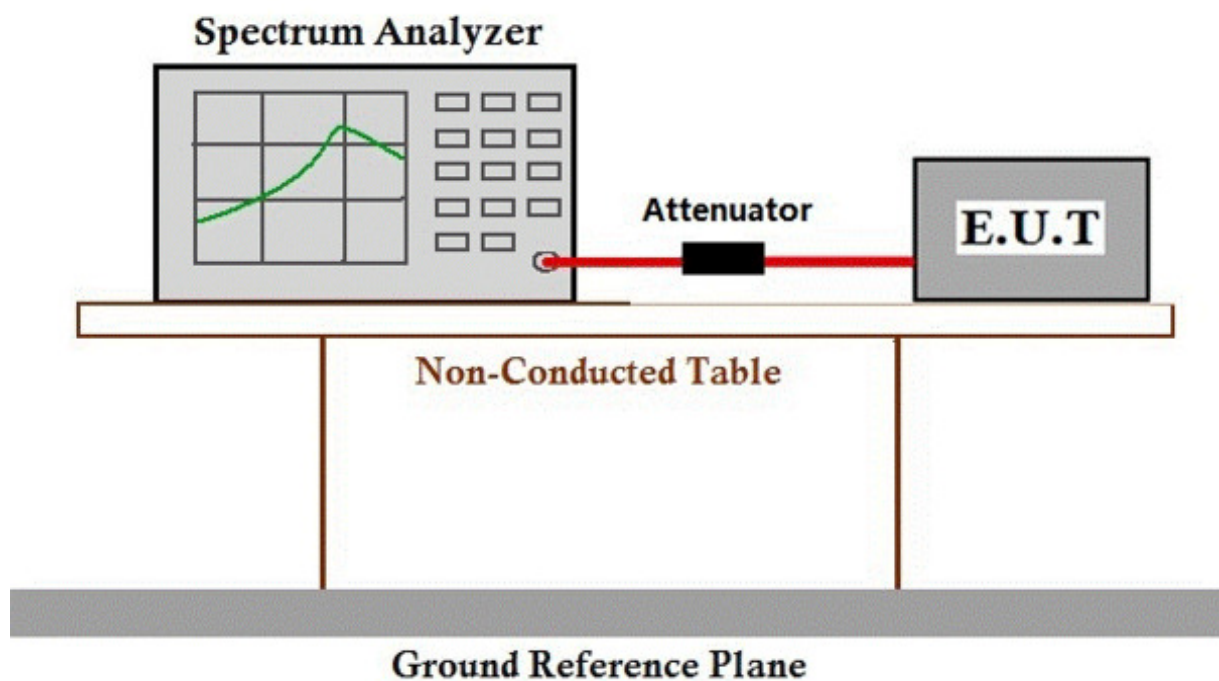 Spectrum Analyzer
Attenuator
E.U.T
Non-Conducted Table
Ground Reference Plane